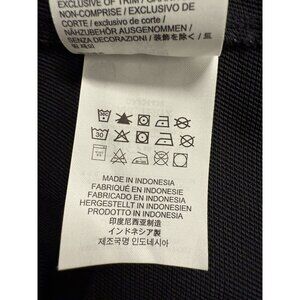 EXCLUSIVE OF TRIM /
NON-COMPRISE / EXCLUSIVO DE
CORTE / exclusivo de corte /
NÄHZUBEHÖR AUSGENOMMEN /
SENZA DECORAZIONI / 装飾を除く /
30
MADE IN INDONESIA
FABRIQUÉ EN INDONESIE
FABRICADO EN INDONESIA
HERGESTELLT IN INDONESIEN
PRODOTTO IN INDONESIA
印度尼西亚制造
インドネシア製
제조국명 인도네시아